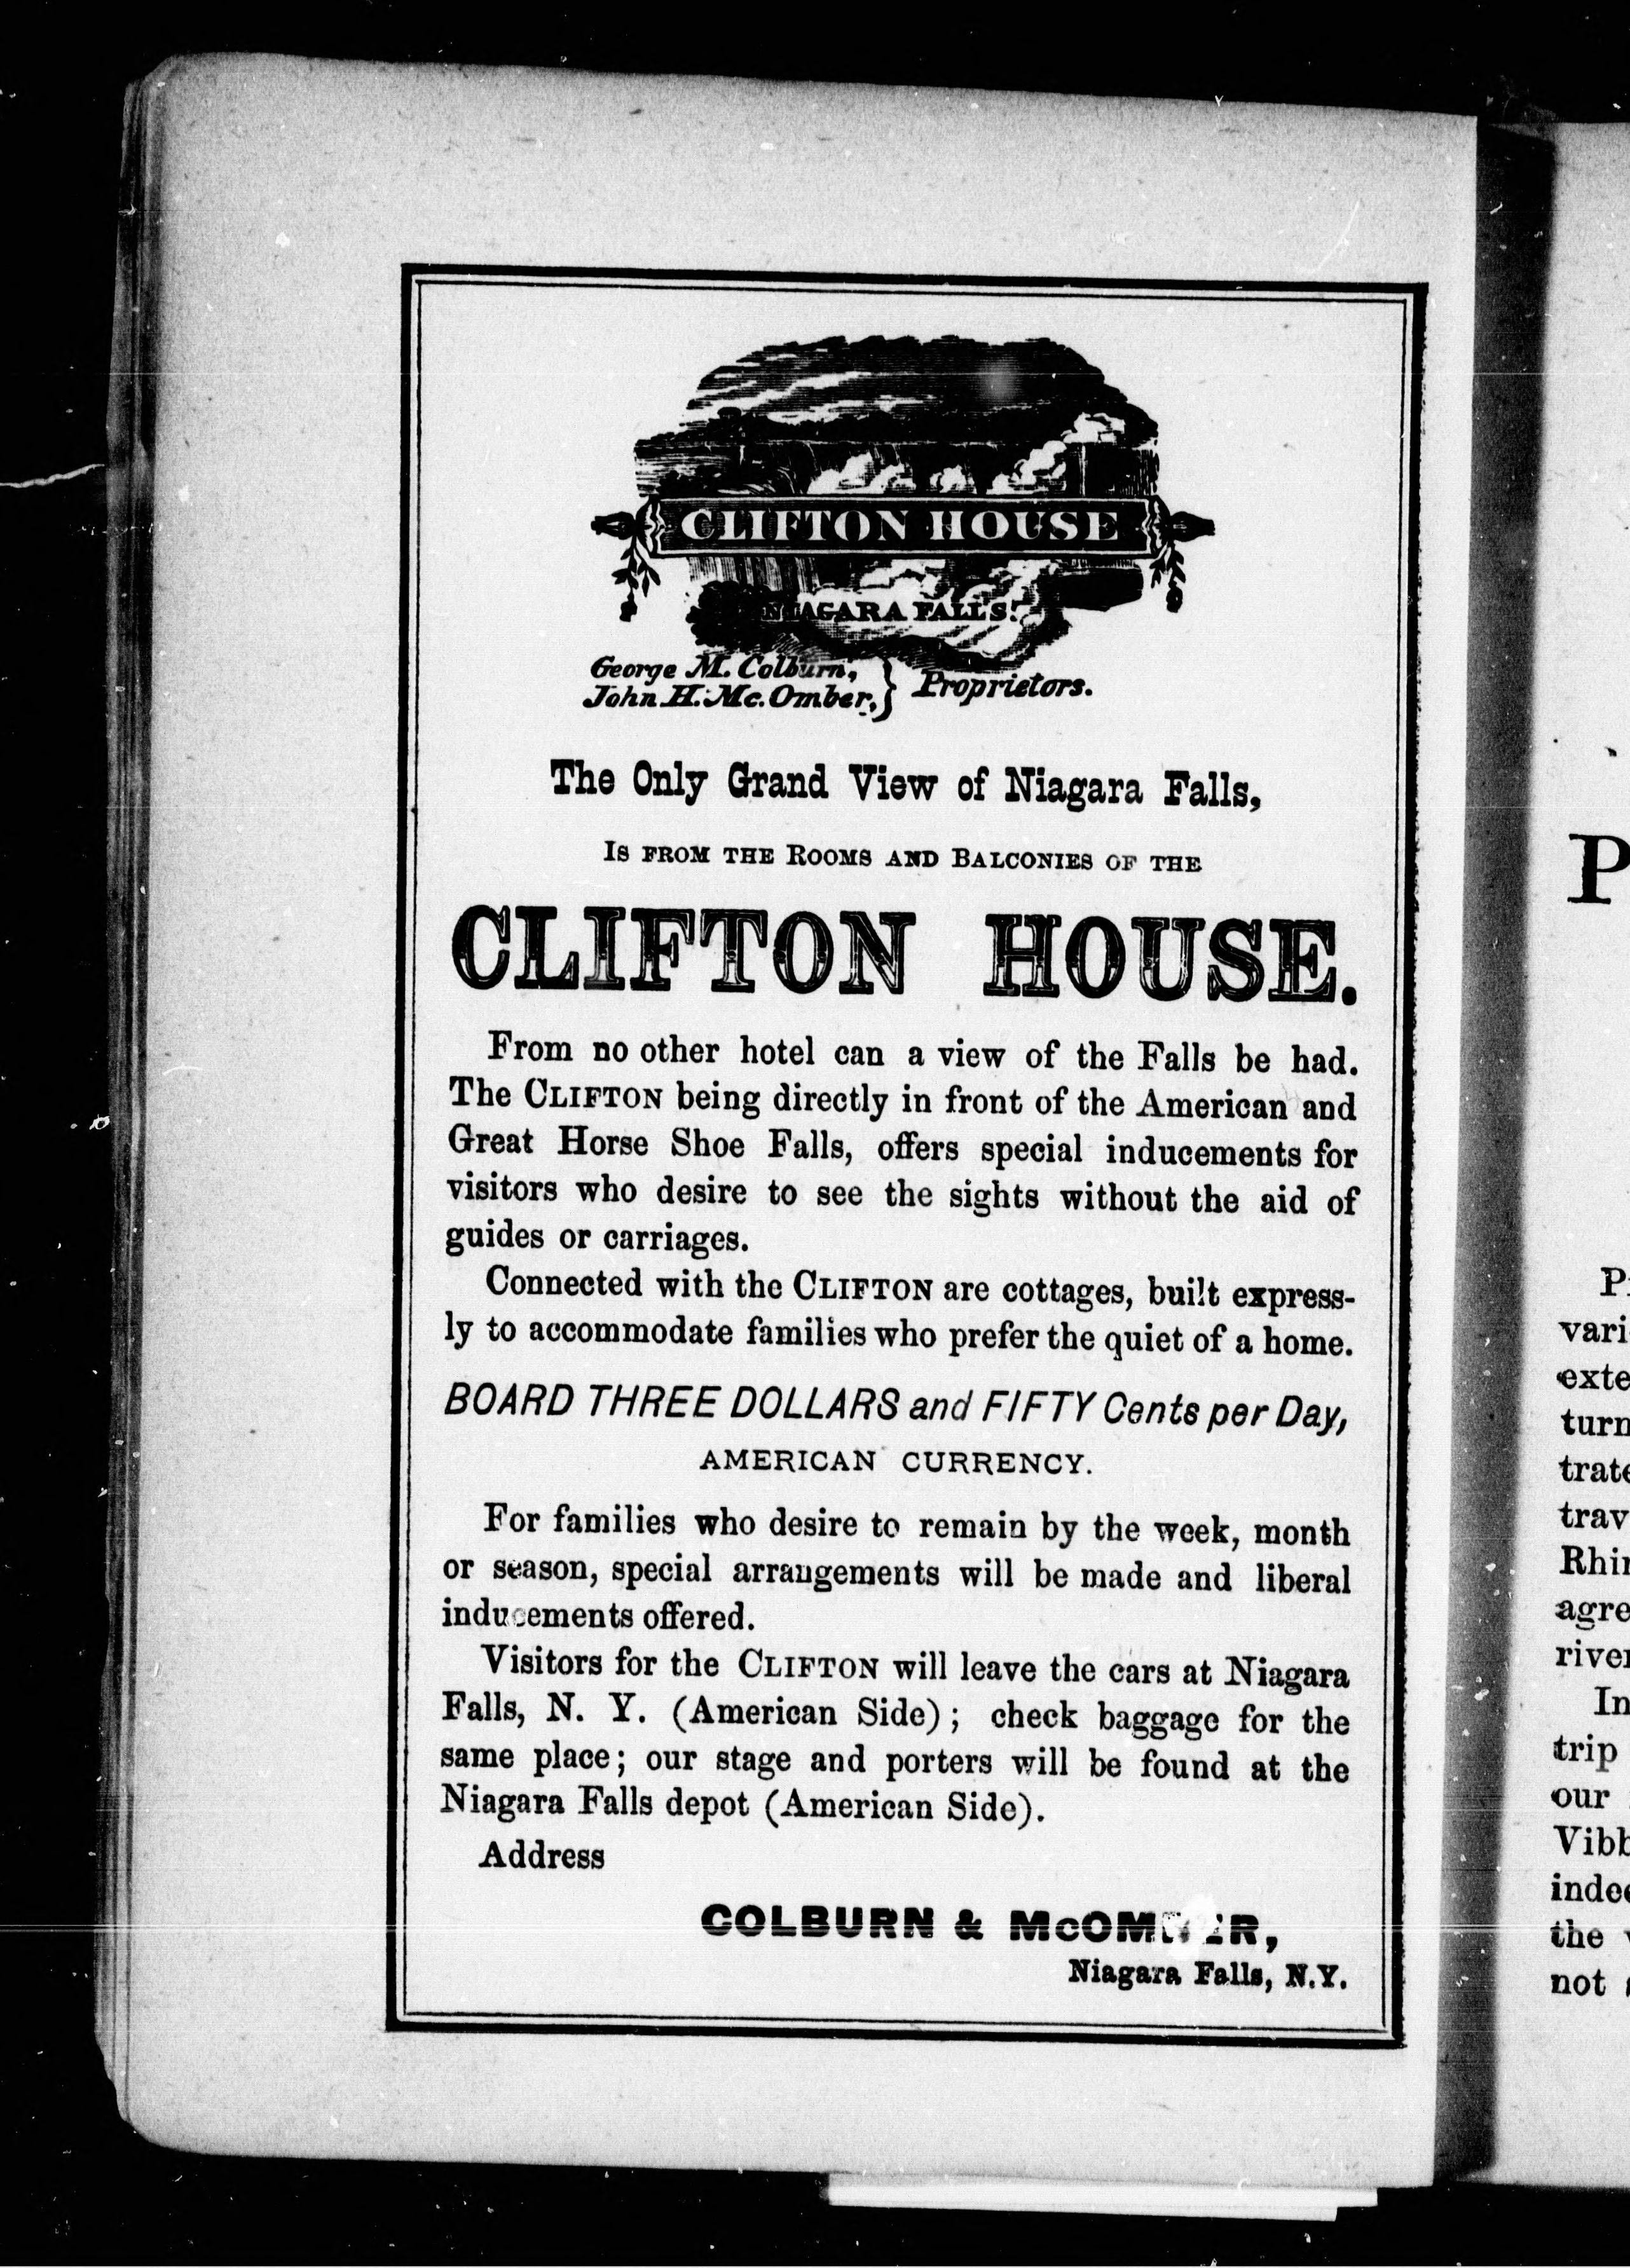 CLIFTON HOUSE
NIAGARA FALLS.
George M. Colburn,
John H. Mc. Omber, } Proprietors.
The Only Grand View of Niagara Falls,
Is from the Rooms and Balconies of the
CLIFTON HOUSE.
From no other hotel can a view of the Falls be had.
The CLIFTON being directly in front of the American and
Great Horse Shoe Falls, offers special inducements for
visitors who desire to see the sights without the aid of
guides or carriages.
Connected with the CLIFTON are cottages, built express-
ly to accommodate families who prefer the quiet of a home.
BOARD THREE DOLLARS and FIFTY Cents per Day,
AMERICAN CURRENCY.
For families who desire to remain by the week, month
or season, special arrangements will be made and liberal
inducements offered.
Visitors for the CLIFTON will leave the cars at Niagara
Falls, N. Y. (American Side); check baggage for the
same place; our stage and porters will be found at the
Niagara Falls depot (American Side).
Address
COLBURN & McOMBER,
Niagara Falls, N.Y.
P
vari
exte
turn
trav
agre
In
trip
our
Vibb
the
not